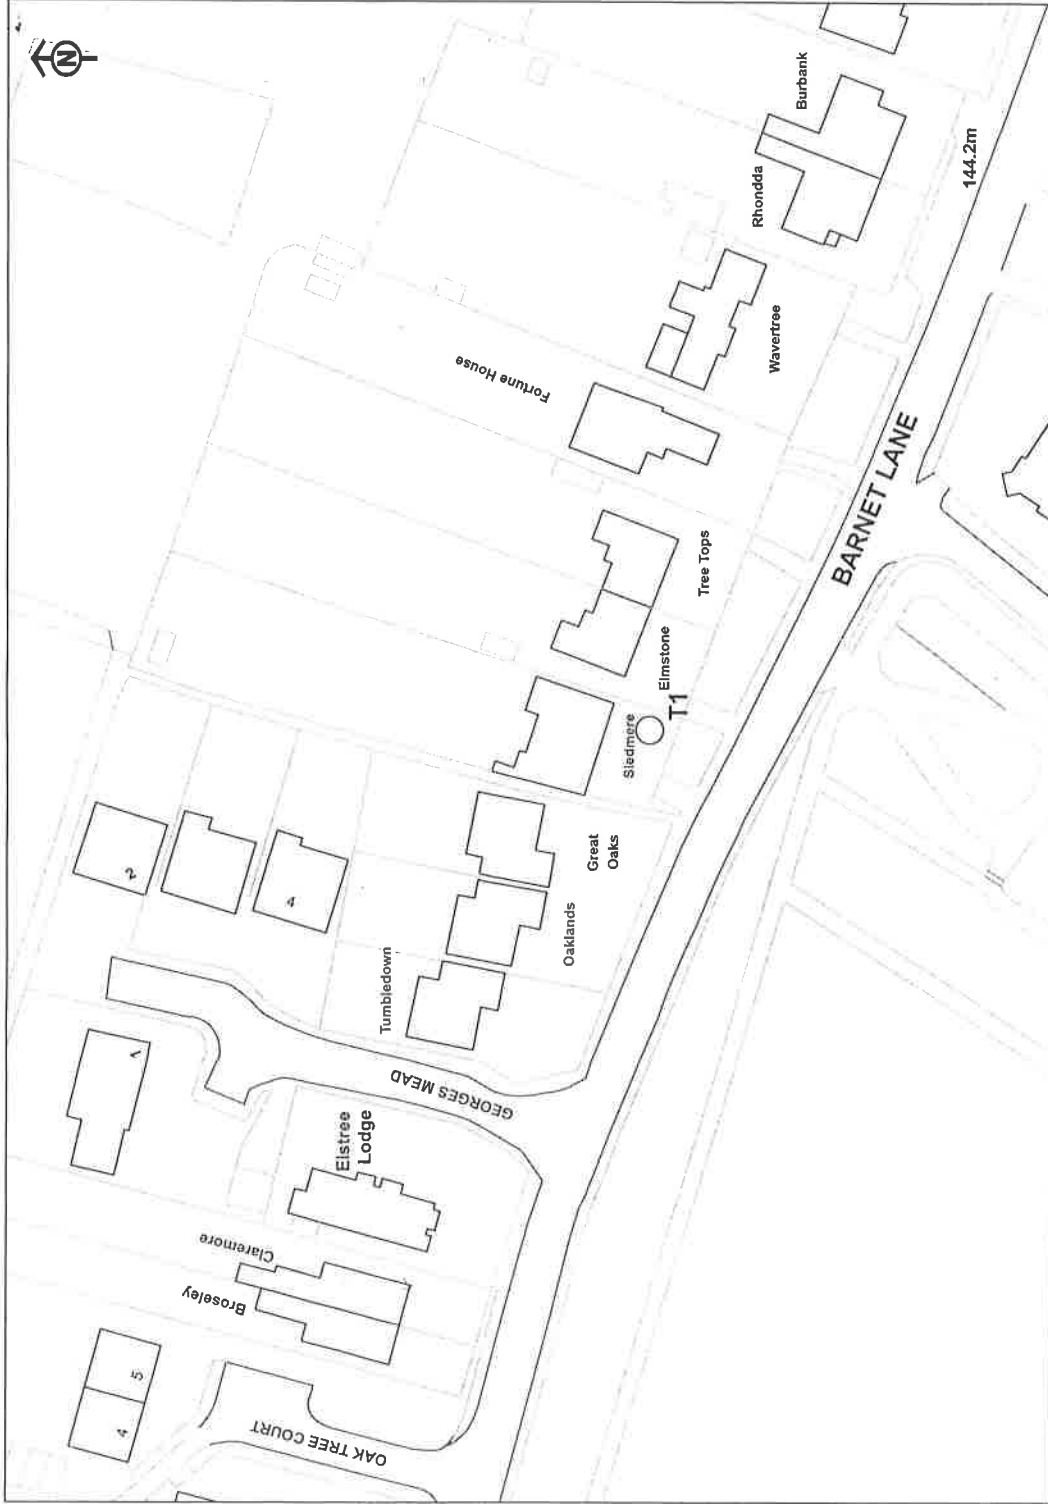 N
Burbank
Rhondda
144.2m
Wavertree
Fortune House
BARNET LANE
Tree Tops
Elmstone
T1
Sledmere
Great
Oaks
Oaklands
Tumbledown
2
4
GEORGES MEAD
1
Elstree
Lodge
Claremore
Broseley
5
4
OAK TREE COURT